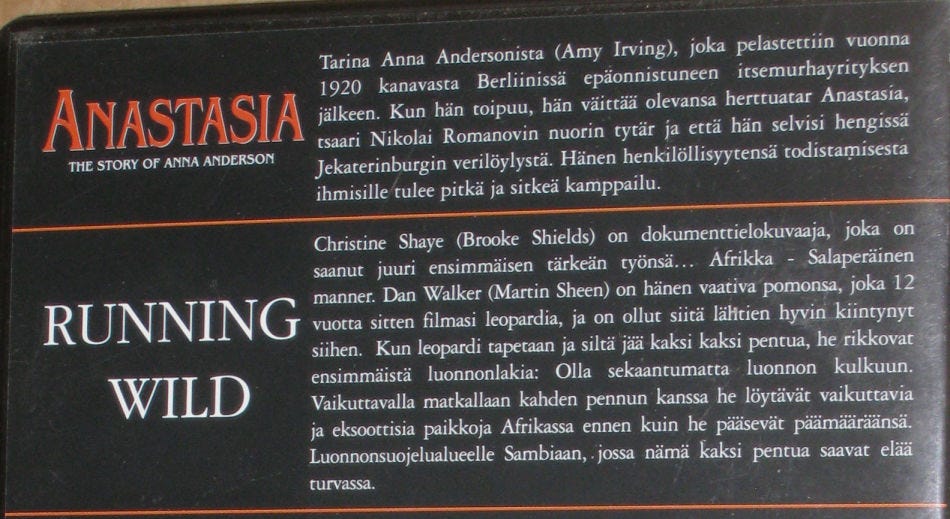 ANASTASIA
THE STORY OF ANNA ANDERSON
Tarina Anna Andersonista (Amy Irving), joka pelastettiin vuonna
1920 kanavasta Berliinissä epäonnistuneen itsemurhayrityksen
jälkeen. Kun hän toipuu, hän väittää olevansa herttuatar Anastasia,
tsaari Nikolai Romanovin nuorin tytär ja että hän selvisi hengissä
Jekaterinburgin verilöylystä. Hänen henkilöllisyytensä todistamisesta
ihmisille tulee pitkä ja sitkeä kamppailu.
RUNNING
WILD
Christine Shaye (Brooke Shields) on dokumenttielokuvaaja, joka on
saanut juuri ensimmäisen tärkeän työnsä... Afrikka - Salaperäinen
manner. Dan Walker (Martin Sheen) on hänen vaativa pomonsa, joka 12
vuotta sitten filmasi leopardia, ja on ollut siitä lähtien hyvin kiintynyt
siihen. Kun leopardi tapetaan ja siltä jää kaksi kaksi pentua, he rikkovat
ensimmäistä luonnonlakia: Olla sekaantumatta luonnon kulkuun.
Vaikuttavalla matkallaan kahden pennun kanssa he löytävät vaikuttavia
ja eksoottisia paikkoja Afrikassa ennen kuin he pääsevät päämääräänsä.
Luonnonsuojelualueelle Sambiaan, jossa nämä kaksi pentua saavat elää
turvassa.